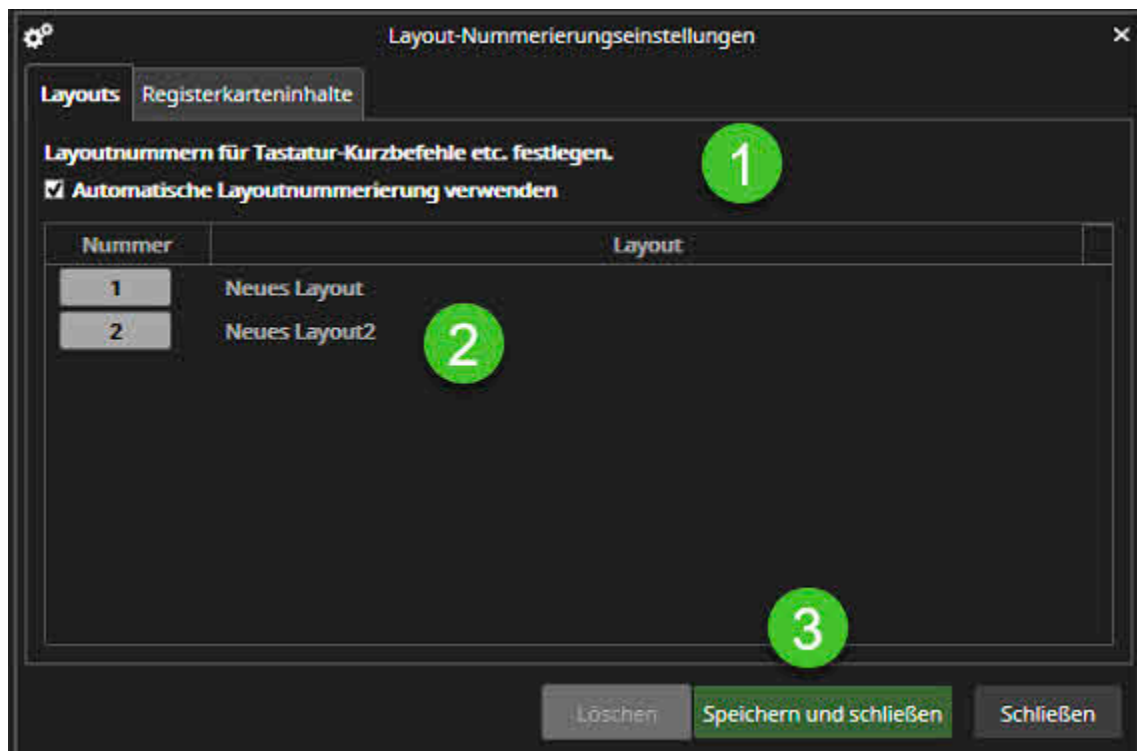 Layout-Nummerierungseinstellungen
Layouts Registerkarteninhalte
Layoutnummern für Tastatur-Kurzbefehle etc. festlegen.
1
Automatische Layoutnummerierung verwenden
Nummer Layout
1 Neues Layout
2 Neues Layout2
2
3
Löschen Speichern und schließen Schließen